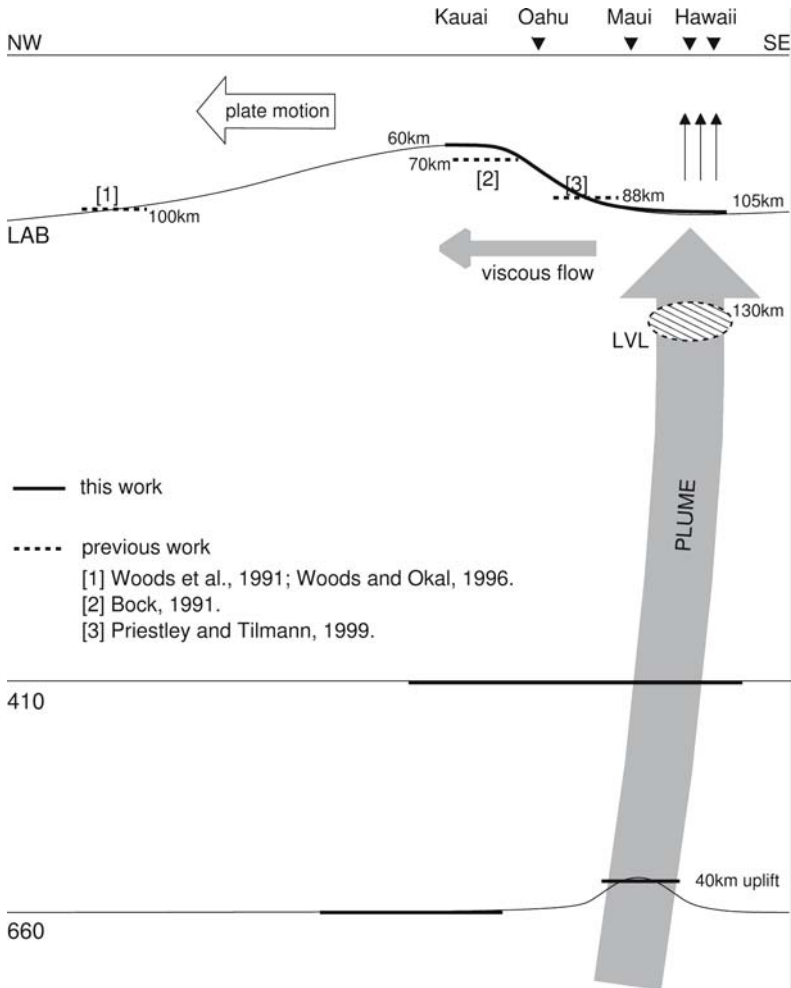 Kauai Oahu Maui Hawaii
NW SE
plate motion
60km
70km
[2]
[3]
88km
105km
[1]
100km
LAB
viscous flow
130km
LVL
PLUME
this work
previous work
[1] Woods et al., 1991; Woods and Okal, 1996.
[2] Bock, 1991.
[3] Priestley and Tilmann, 1999.
410
40km uplift
660